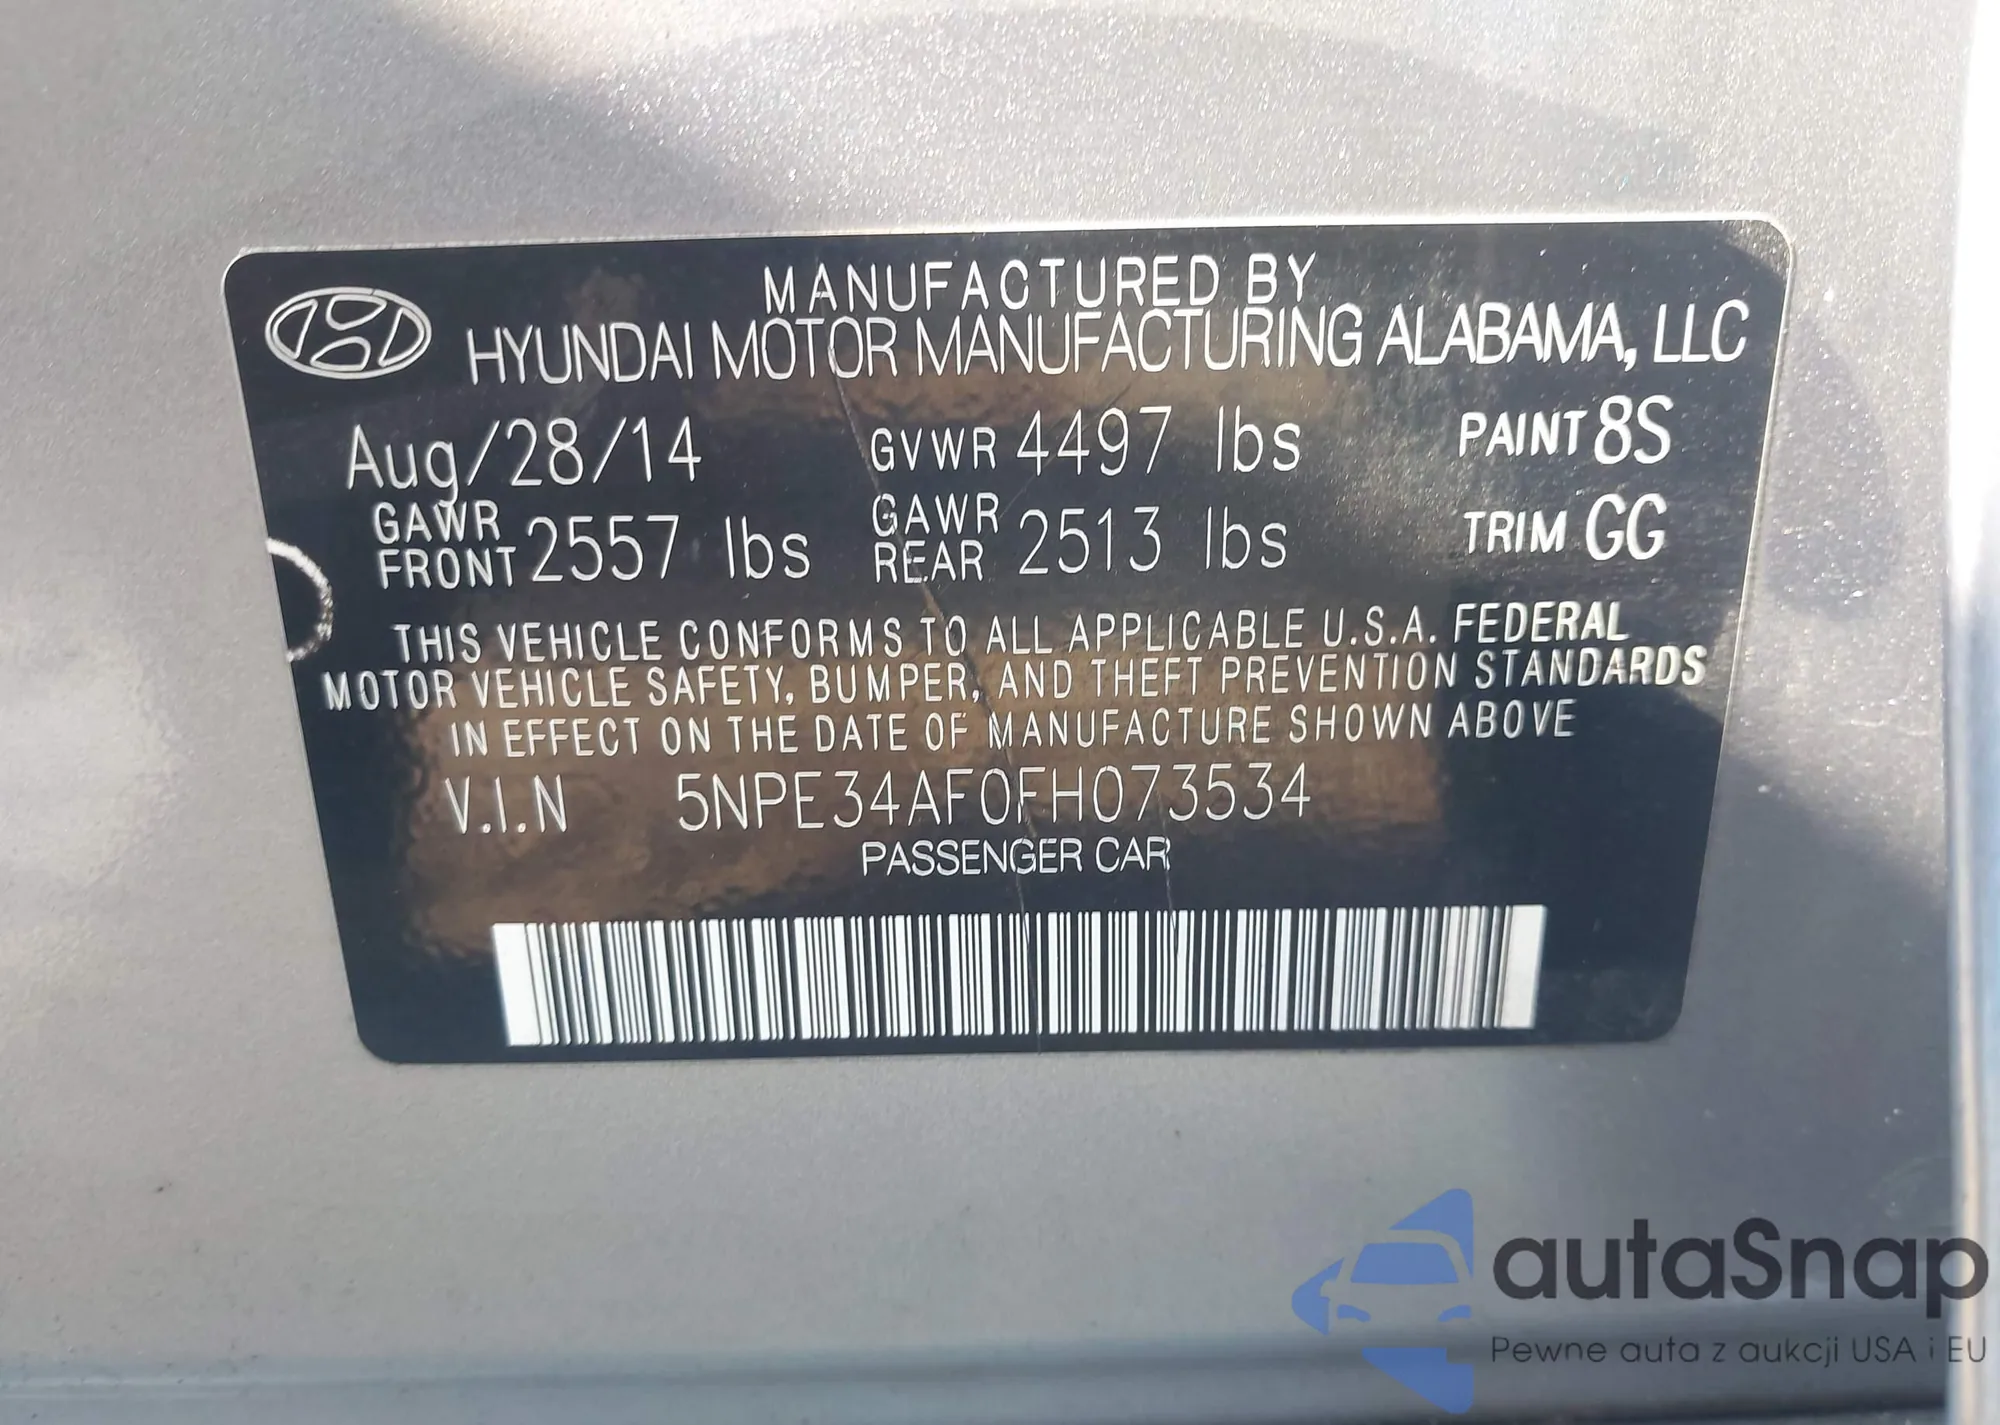 MANUFACTURED BY
HYUNDAI MOTOR MANUFACTURING ALABAMA, LLC
Aug/28/14 GVWR 4497 lbs PAINT 8S
GAWR FRONT 2557 lbs GAWR REAR 2513 lbs TRIM GG
THIS VEHICLE CONFORMS TO ALL APPLICABLE U.S.A. FEDERAL
MOTOR VEHICLE SAFETY, BUMPER, AND THEFT PREVENTION STANDARDS
IN EFFECT ON THE DATE OF MANUFACTURE SHOWN ABOVE
V.I.N 5NPE34AF0FH073534
PASSENGER CAR
autaSnap
Pewne auta z aukcji USA i EU